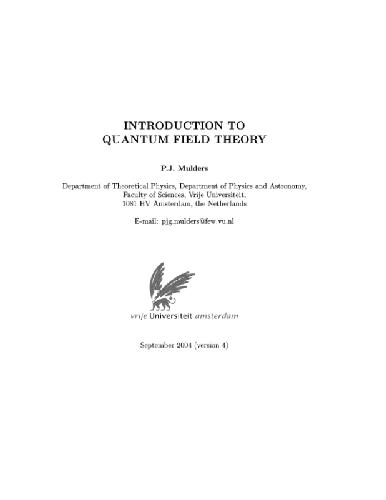 INTRODUCTION TO
QUANTUM FIELD THEORY
P.J. Mulders
Department of Theoretical Physics, Department of Physics and Astronomy,
Faculty of Sciences, Vrije Universiteit,
1081 HV Amsterdam, the Netherlands
E-mail: pjg.mulders@few.vu.nl
vrije Universiteit amsterdam
September 2004 (version 4)